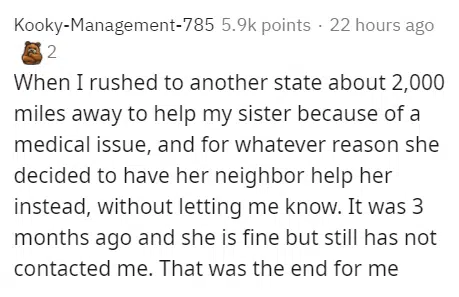 Kooky-Management-785 5.9k points · 22 hours ago
2
When I rushed to another state about 2,000
miles away to help my sister because of a
medical issue, and for whatever reason she
decided to have her neighbor help her
instead, without letting me know. It was 3
months ago and she is fine but still has not
contacted me. That was the end for me